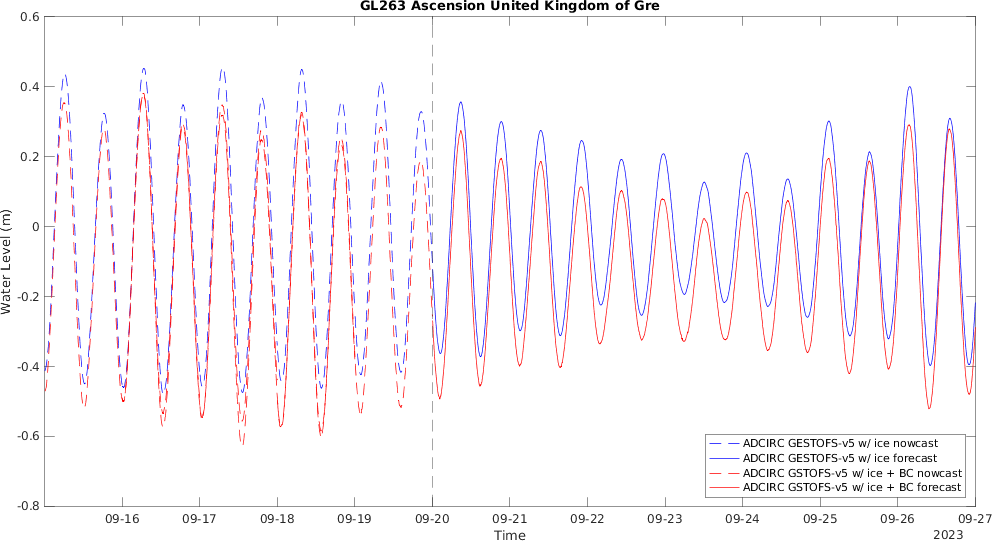 GL263 Ascension United Kingdom of Gre
0.6
0.4
0.2
0
-0.2
-0.4
-0.6
-0.8
Water Level (m)
ADCIRC GESTOFS-v5 w/ ice nowcast
ADCIRC GESTOFS-v5 w/ ice forecast
ADCIRC GSTOFS-v5 w/ ice + BC nowcast
ADCIRC GSTOFS-v5 w/ ice + BC forecast
09-16 09-17 09-18 09-19 09-20 09-21 09-22 09-23 09-24 09-25 09-26 09-27
Time
2023